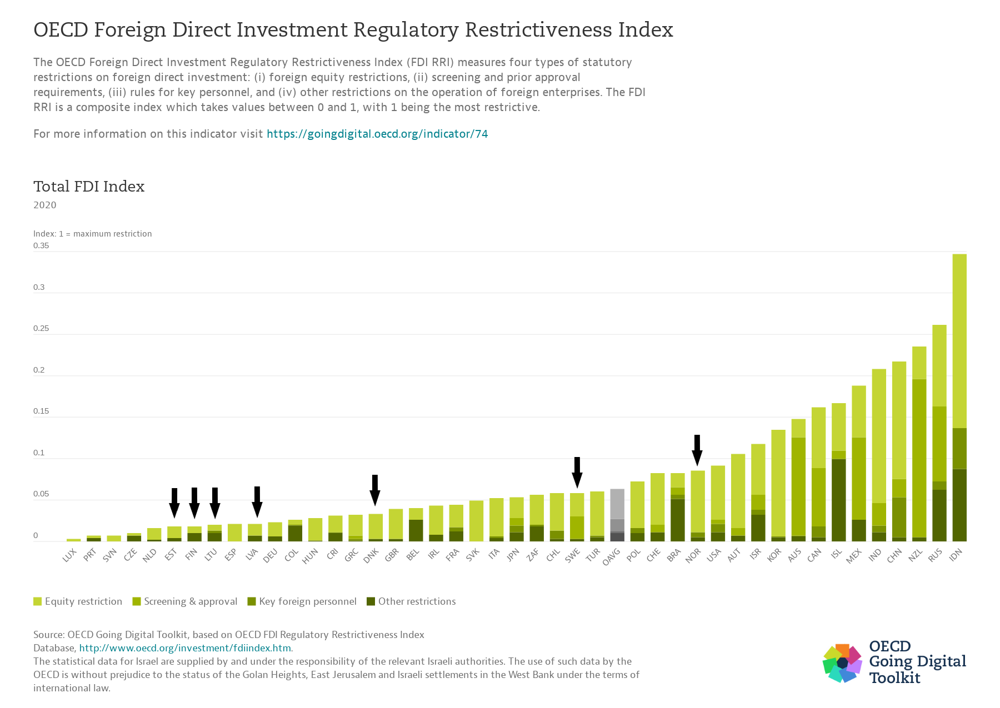 OECD Foreign Direct Investment Regulatory Restrictiveness Index
The OECD Foreign Direct Investment Regulatory Restrictiveness Index (FDI RRI) measures four types of statutory
restrictions on foreign direct investment: (i) foreign equity restrictions, (ii) screening and prior approval
requirements, (iii) rules for key personnel, and (iv) other restrictions on the operation of foreign enterprises. The FDI
RRI is a composite index which takes values between 0 and 1, with 1 being the most restrictive.
For more information on this indicator visit https://goingdigital.oecd.org/indicator/74
Total FDI Index
2020
Index: 1 = maximum restriction
0.35
0.3
0.25
0.2
0.15
0.1
0.05
0
LUX PRT SVN CZE NLD EST FIN LTU ESP LVA DEU COL HUN CRI GRC DNK GBR BEL IRL FRA SVK ITA JPN ZAF CHL SWE TUR OAVG POL CHE BRA NOR USA AUT ISR KOR AUS CAN ISL MEX IND CHN NZL RUS IDN
Equity restriction Screening & approval Key foreign personnel Other restrictions
Source: OECD Going Digital Toolkit, based on OECD FDI Regulatory Restrictiveness Index
Database, http://www.oecd.org/investment/fdiindex.htm.
The statistical data for Israel are supplied by and under the responsibility of the relevant Israeli authorities. The use of such data by the
OECD is without prejudice to the status of the Golan Heights, East Jerusalem and Israeli settlements in the West Bank under the terms of
international law.
OECD
Going Digital
Toolkit